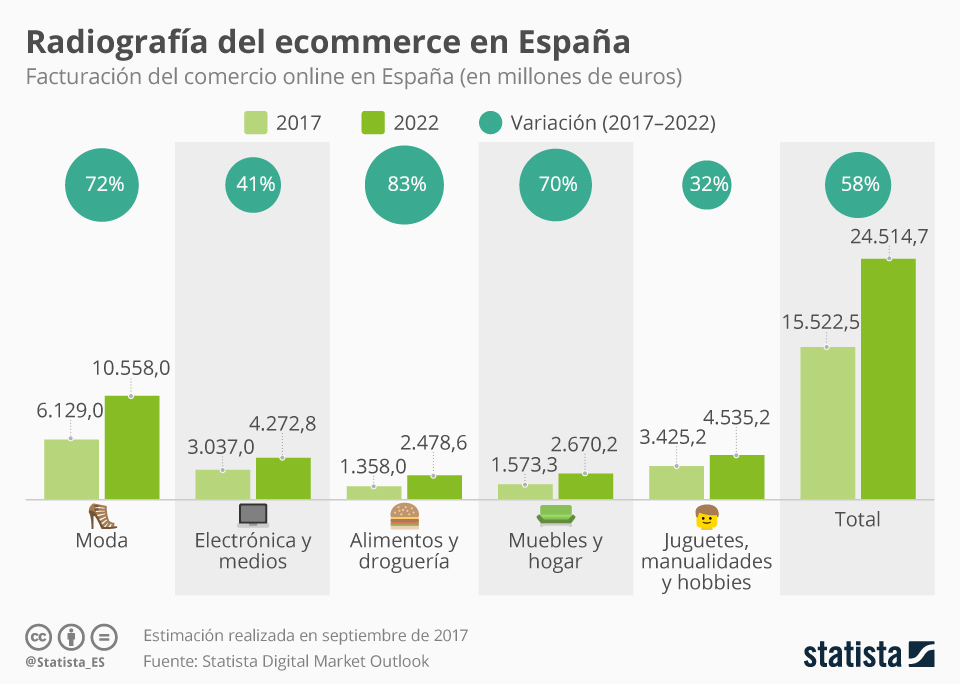 Radiografía del ecommerce en España
Facturación del comercio online en España (en millones de euros)
2017 2022 Variación (2017–2022)
72% 41% 83% 70% 32% 58%
6.129,0 10.558,0 3.037,0 4.272,8 1.358,0 2.478,6 1.573,3 2.670,2 3.425,2 4.535,2 15.522,5 24.514,7
Moda
Electrónica y
medios
Alimentos y
droguería
Muebles y
hogar
Juguetes,
manualidades
y hobbies
Total
cc
@Statista_ES
Estimación realizada en septiembre de 2017
Fuente: Statista Digital Market Outlook
statista